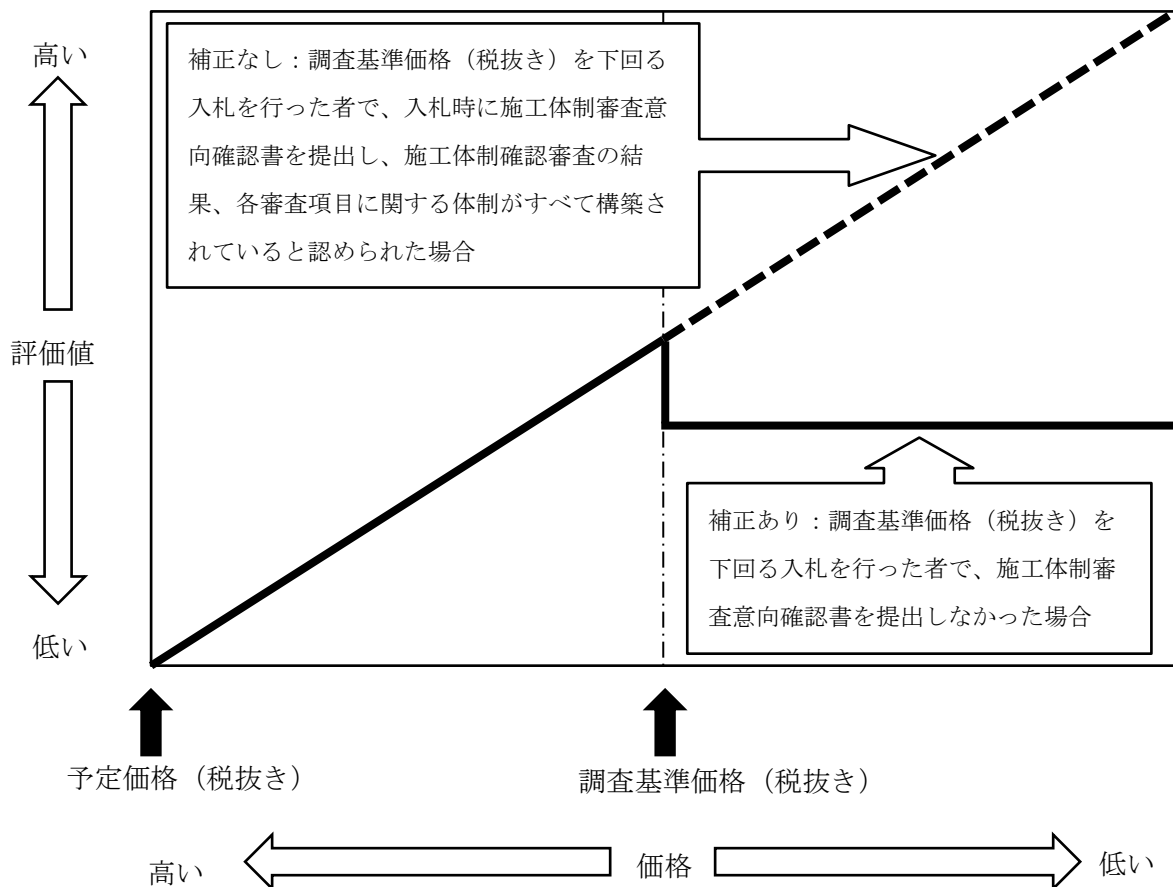 高い
補正なし：調査基準価格（税抜き）を下回る
入札を行った者で、入札時に施工体制審査意
向確認書を提出し、施工体制確認審査の結
果、各審査項目に関する体制がすべて構築さ
れていると認められた場合
評価値
補正あり：調査基準価格（税抜き）を
下回る入札を行った者で、施工体制審
査意向確認書を提出しなかった場合
低い
予定価格（税抜き）
調査基準価格（税抜き）
高い
価格
低い